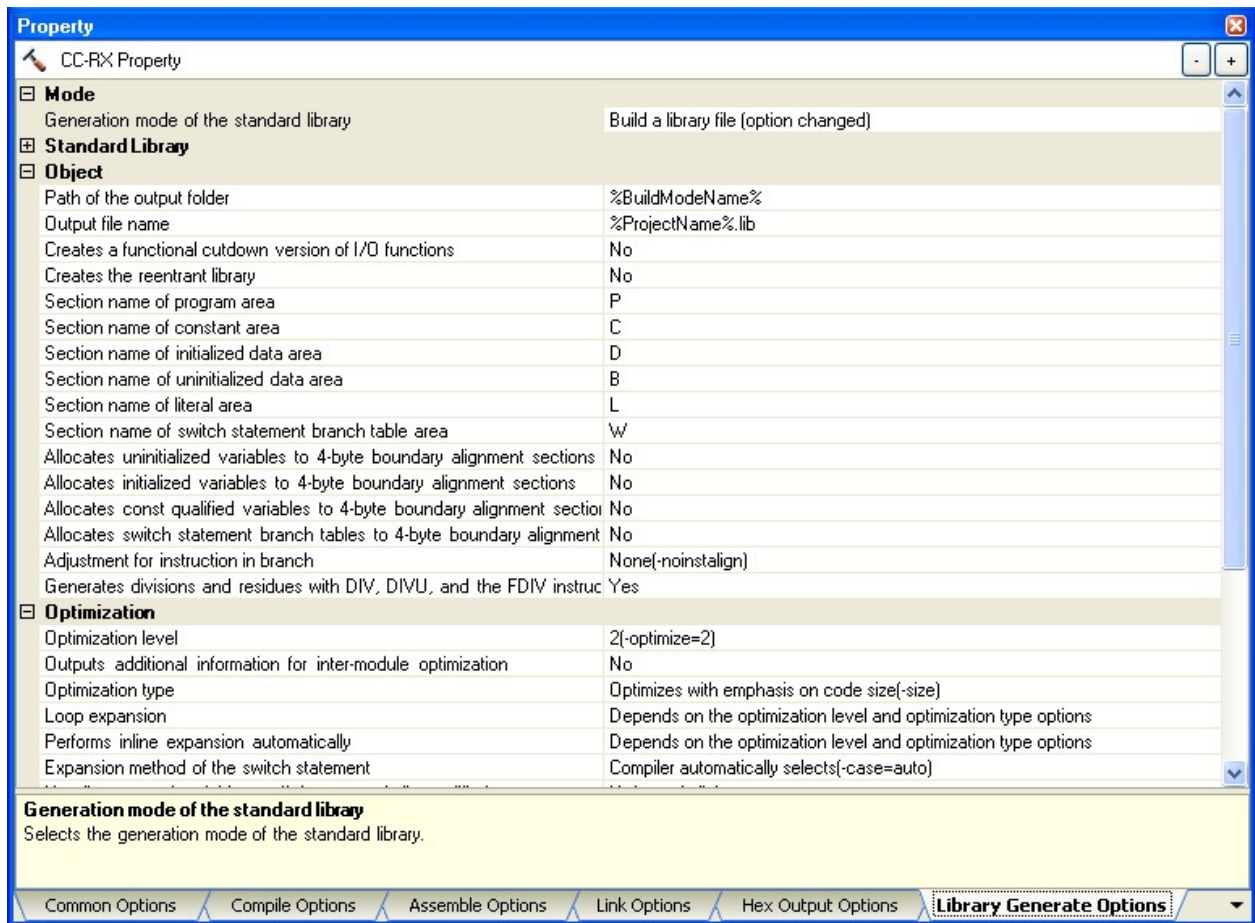 Property
CC-RX Property
- +
Mode
Generation mode of the standard library Build a library file (option changed)
Standard Library
Object
Path of the output folder %BuildModeName%
Output file name %ProjectName%.lib
Creates a functional cutdown version of I/O functions No
Creates the reentrant library No
Section name of program area P
Section name of constant area C
Section name of initialized data area D
Section name of uninitialized data area B
Section name of literal area L
Section name of switch statement branch table area W
Allocates uninitialized variables to 4-byte boundary alignment sections No
Allocates initialized variables to 4-byte boundary alignment sections No
Allocates const qualified variables to 4-byte boundary alignment sectio No
Allocates switch statement branch tables to 4-byte boundary alignment No
Adjustment for instruction in branch None(-noinstalign)
Generates divisions and residues with DIV, DIVU, and the FDIV instruc Yes
Optimization
Optimization level 2(-optimize=2)
Outputs additional information for inter-module optimization No
Optimization type Optimizes with emphasis on code size(-size)
Loop expansion Depends on the optimization level and optimization type options
Performs inline expansion automatically Depends on the optimization level and optimization type options
Expansion method of the switch statement Compiler automatically selects(-case=auto)
Generation mode of the standard library
Selects the generation mode of the standard library.
Common Options Compile Options Assemble Options Link Options Hex Output Options Library Generate Options